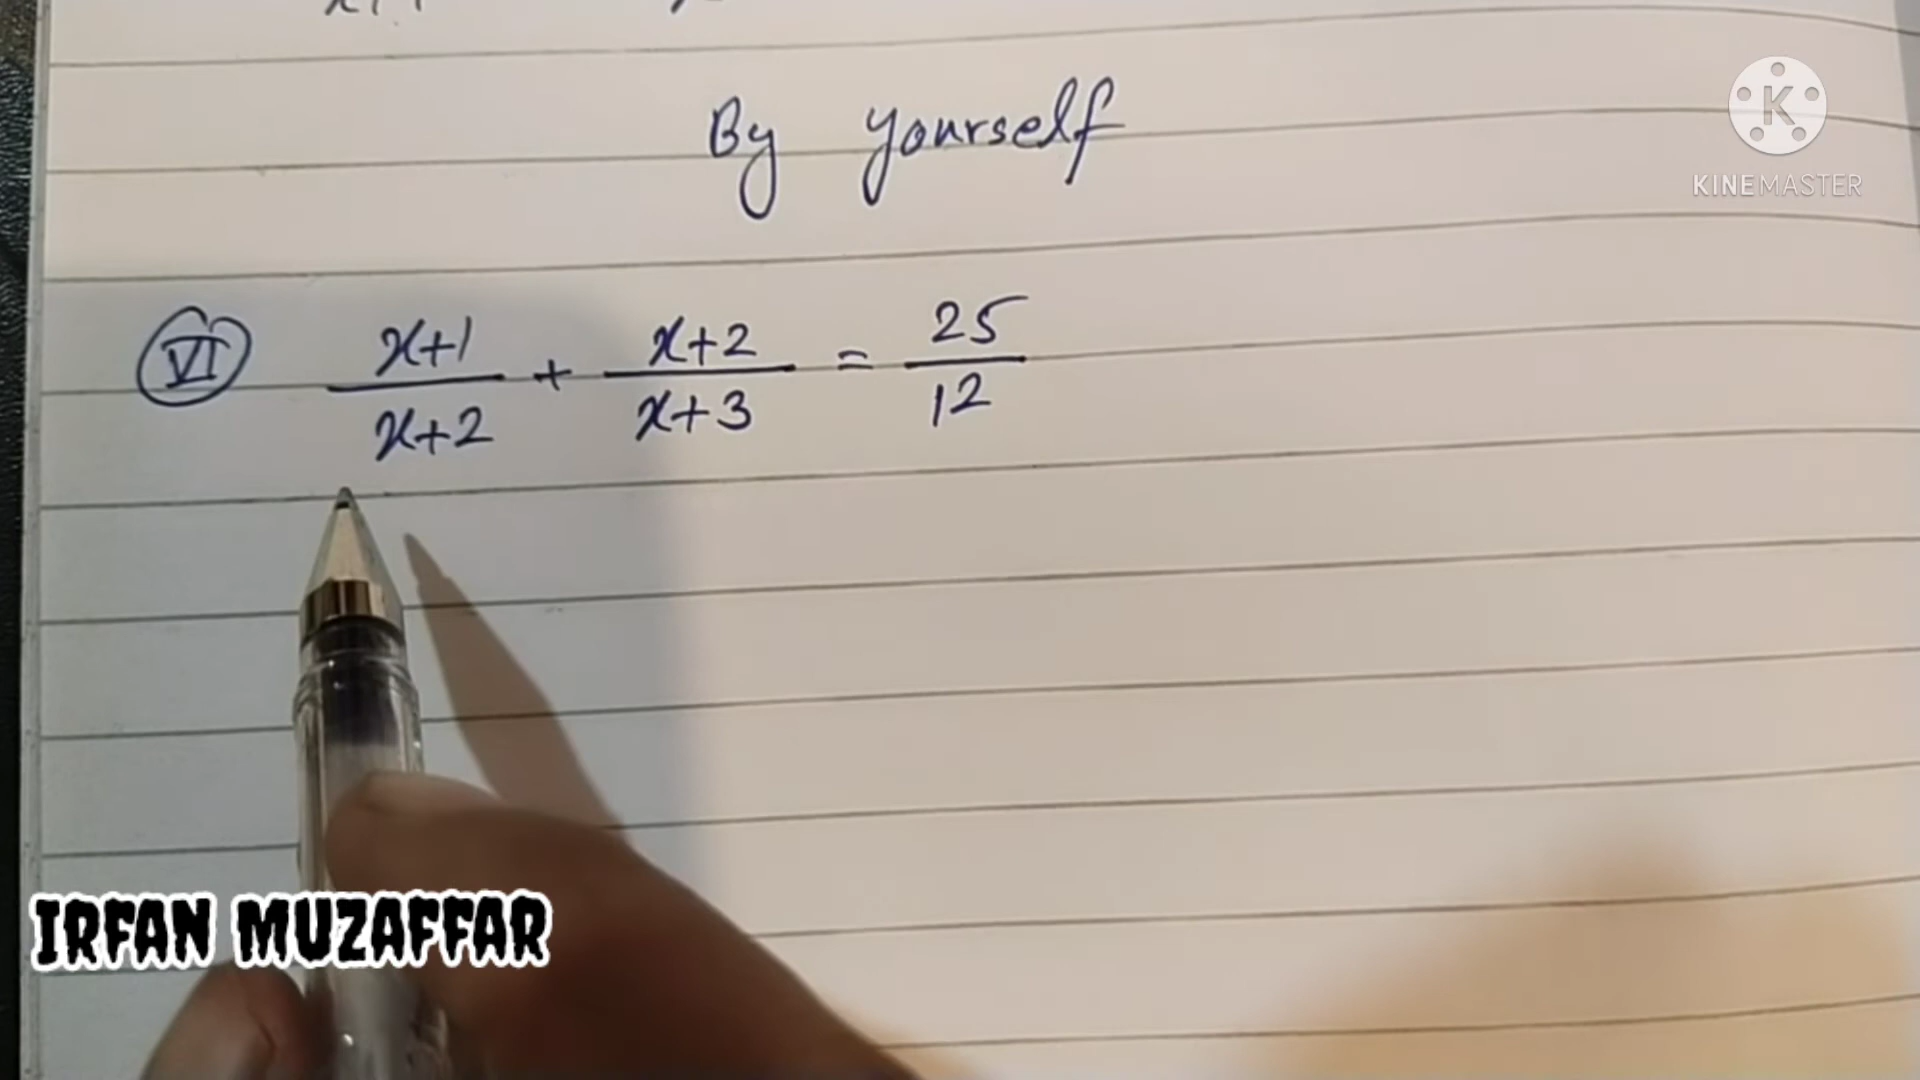 By yourself
K
KINEMASTER
VI x+1/x+2 + x+2/x+3 = 25/12
IRFAN MUZAFFAR